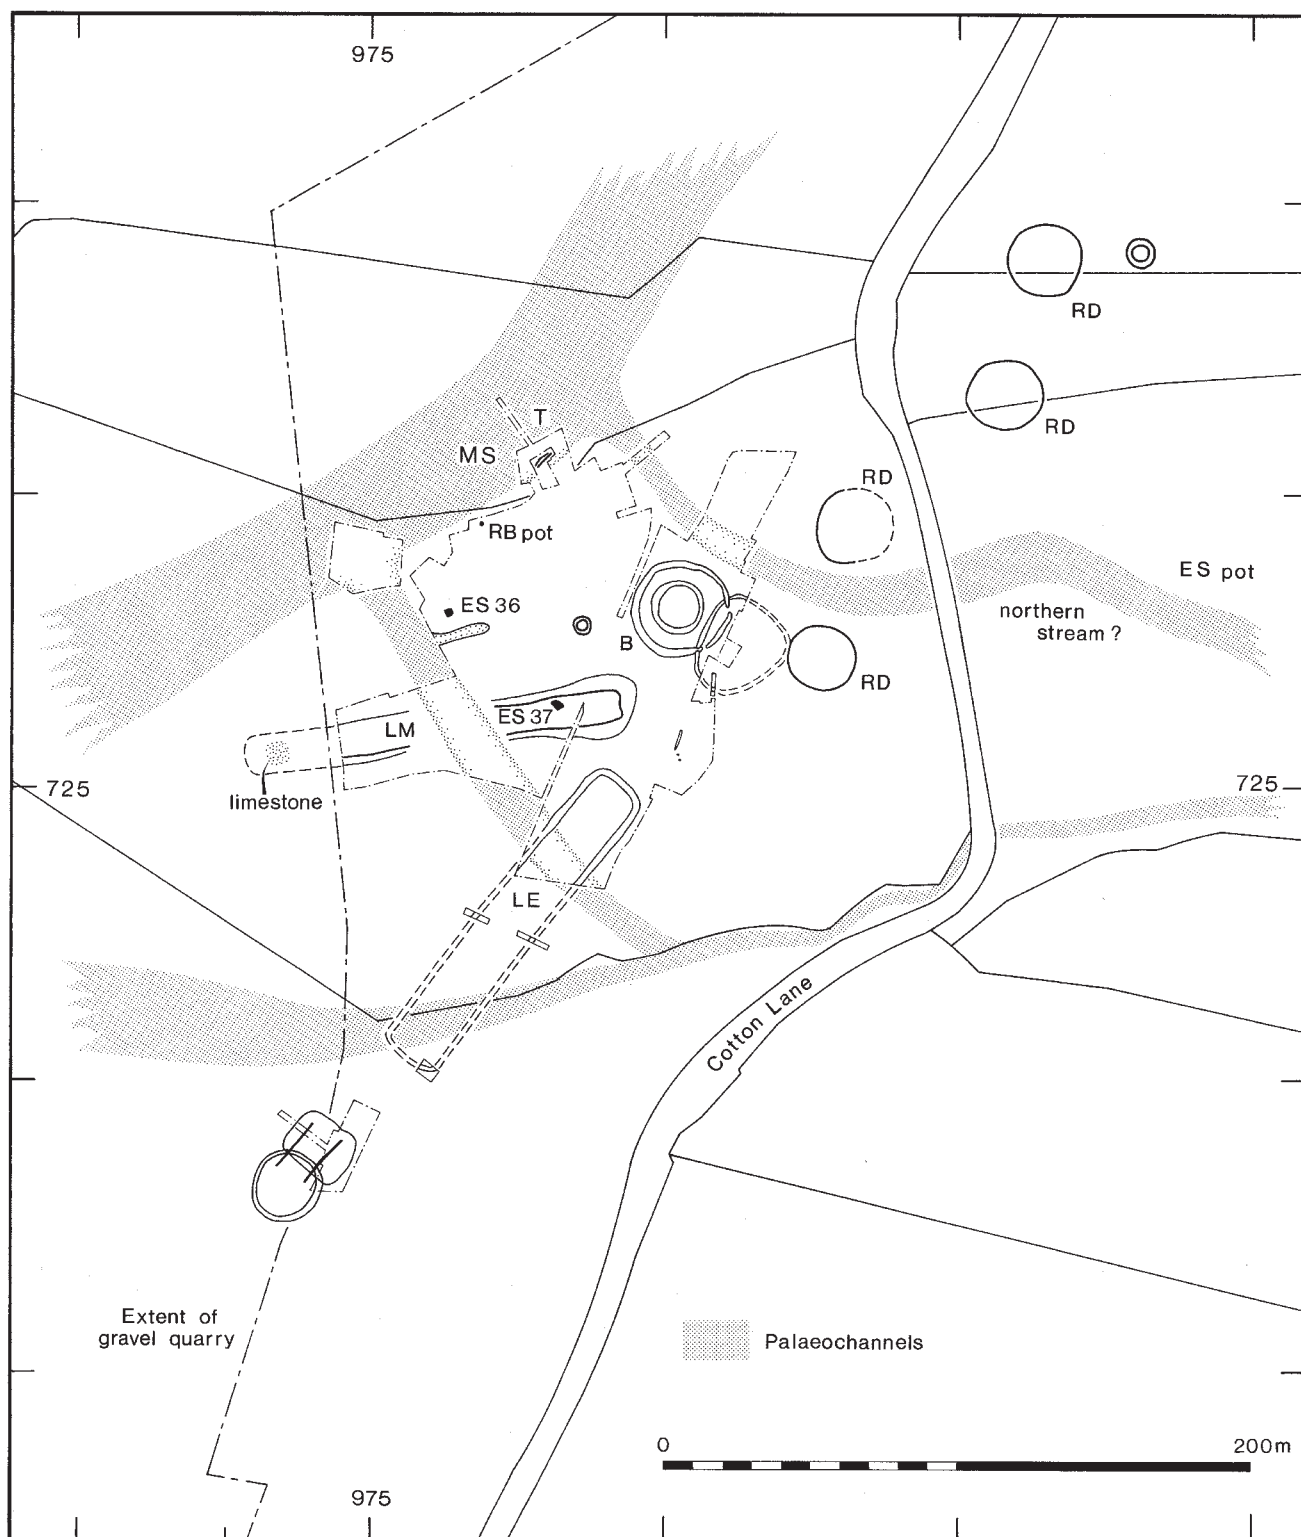 975
RD
RD
T
MS
RD
RB pot
ES pot
ES 36
northern
stream ?
B
RD
ES 37
LM
725
725
limestone
LE
Cotton Lane
Extent of
gravel quarry
Palaeochannels
0
200m
975